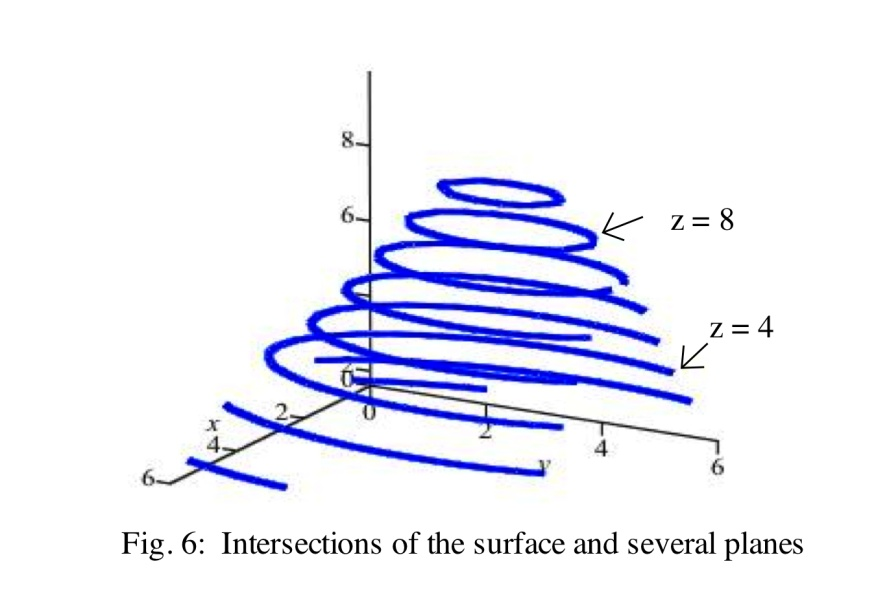 8
6
z = 8
z = 4
0
0
2
x
2
4
y
4
6
6
Fig. 6:  Intersections of the surface and several planes